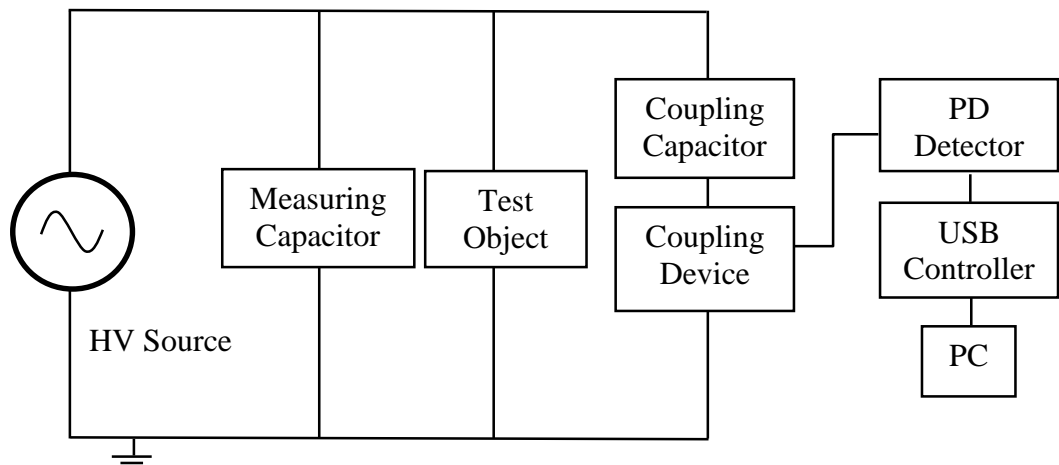 Coupling
Capacitor
PD
Detector
Measuring
Capacitor
Test
Object
Coupling
Device
USB
Controller
HV Source
PC